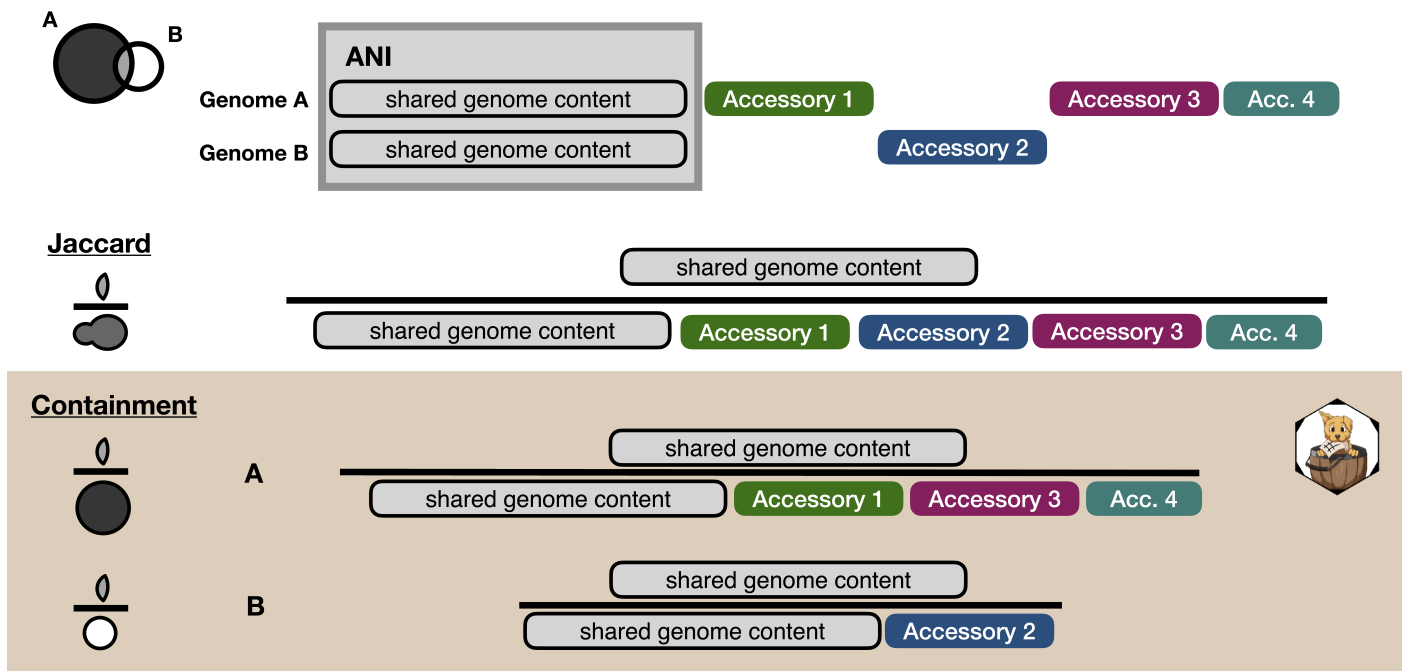 A
B
ANI
Genome A shared genome content Accessory 1 Accessory 3 Acc. 4
Genome B shared genome content Accessory 2
Jaccard
shared genome content
shared genome content Accessory 1 Accessory 2 Accessory 3 Acc. 4
Containment
shared genome content
A
shared genome content Accessory 1 Accessory 3 Acc. 4
shared genome content
B
shared genome content Accessory 2